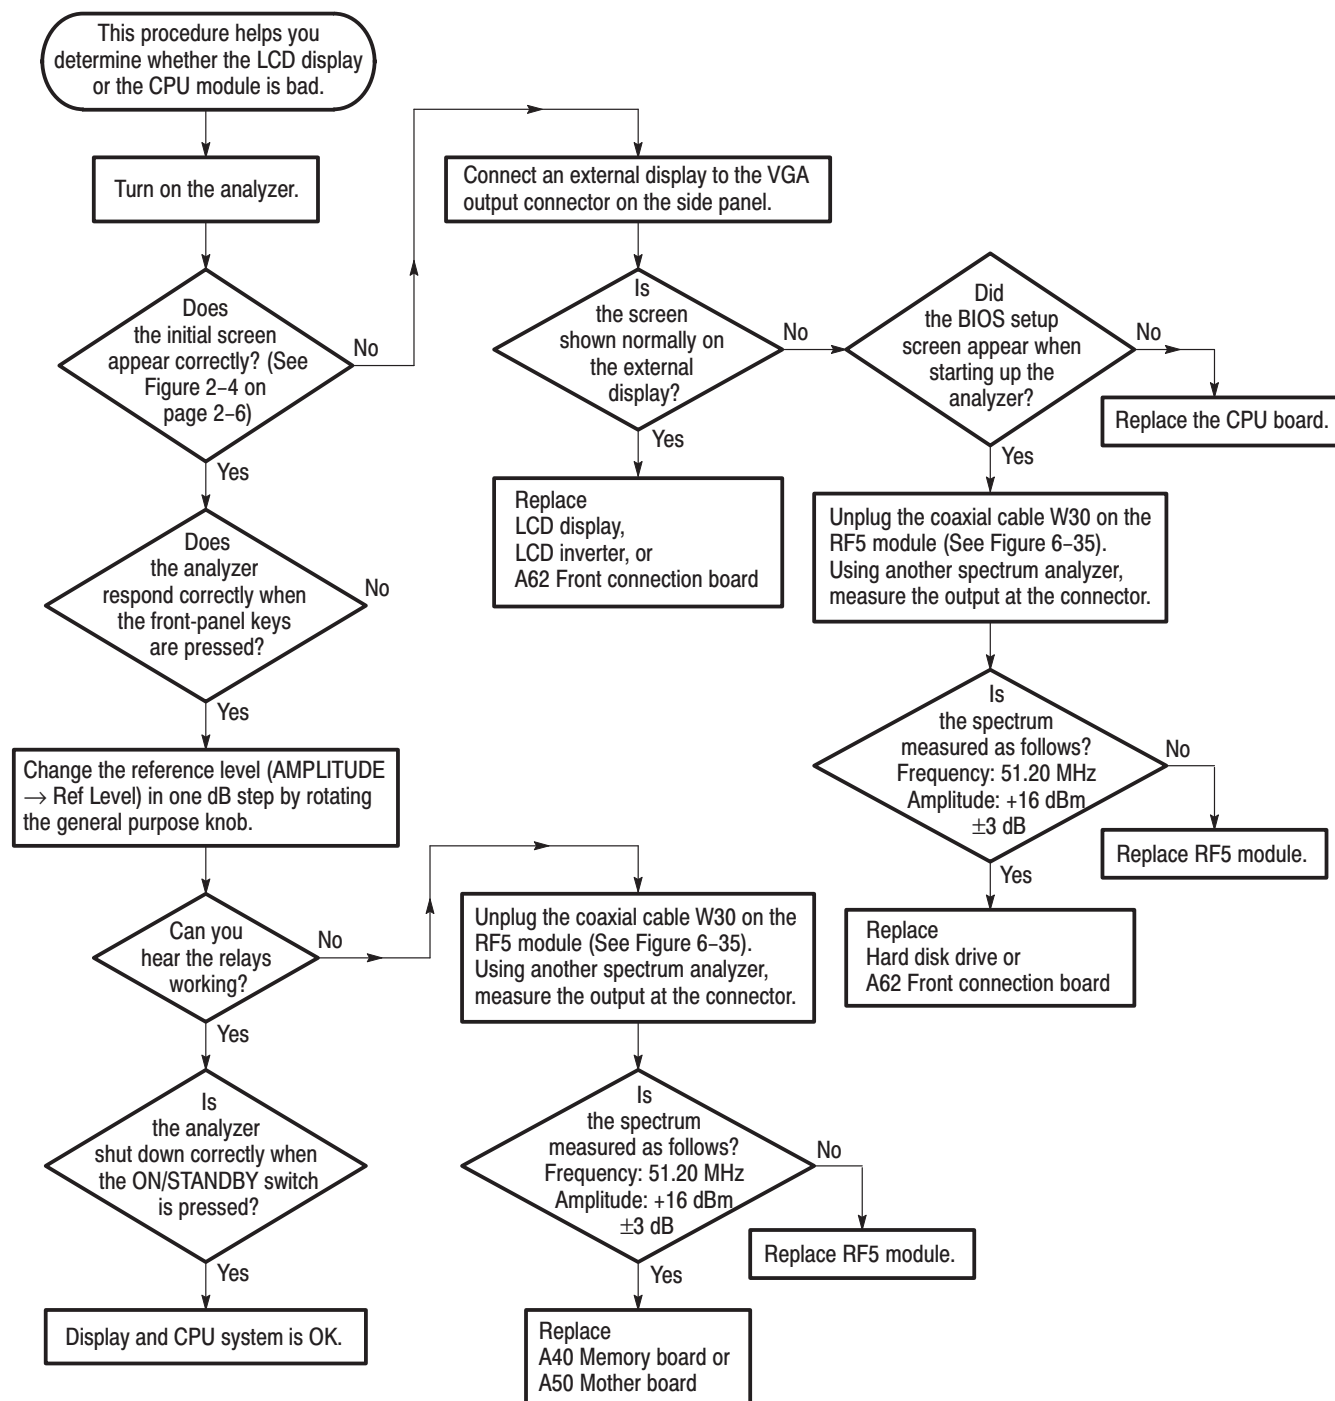 This procedure helps you
determine whether the LCD display
or the CPU module is bad.
Turn on the analyzer.
Does
the initial screen
appear correctly? (See
Figure 2–4 on
page 2–6)
No
Yes
Does
the analyzer
respond correctly when
the front-panel keys
are pressed?
No
Yes
Change the reference level (AMPLITUDE
→ Ref Level) in one dB step by rotating
the general purpose knob.
Can you
hear the relays
working?
No
Yes
Is
the analyzer
shut down correctly when
the ON/STANDBY switch
is pressed?
Yes
Display and CPU system is OK.
Connect an external display to the VGA
output connector on the side panel.
Is
the screen
shown normally on
the external
display?
No
Yes
Replace
LCD display,
LCD inverter, or
A62 Front connection board
Did
the BIOS setup
screen appear when
starting up the
analyzer?
No
Replace the CPU board.
Yes
Unplug the coaxial cable W30 on the
RF5 module (See Figure 6–35).
Using another spectrum analyzer,
measure the output at the connector.
Is
the spectrum
measured as follows?
Frequency: 51.20 MHz
Amplitude: +16 dBm
±3 dB
No
Replace RF5 module.
Yes
Replace
Hard disk drive or
A62 Front connection board
Unplug the coaxial cable W30 on the
RF5 module (See Figure 6–35).
Using another spectrum analyzer,
measure the output at the connector.
Is
the spectrum
measured as follows?
Frequency: 51.20 MHz
Amplitude: +16 dBm
±3 dB
No
Replace RF5 module.
Yes
Replace
A40 Memory board or
A50 Mother board